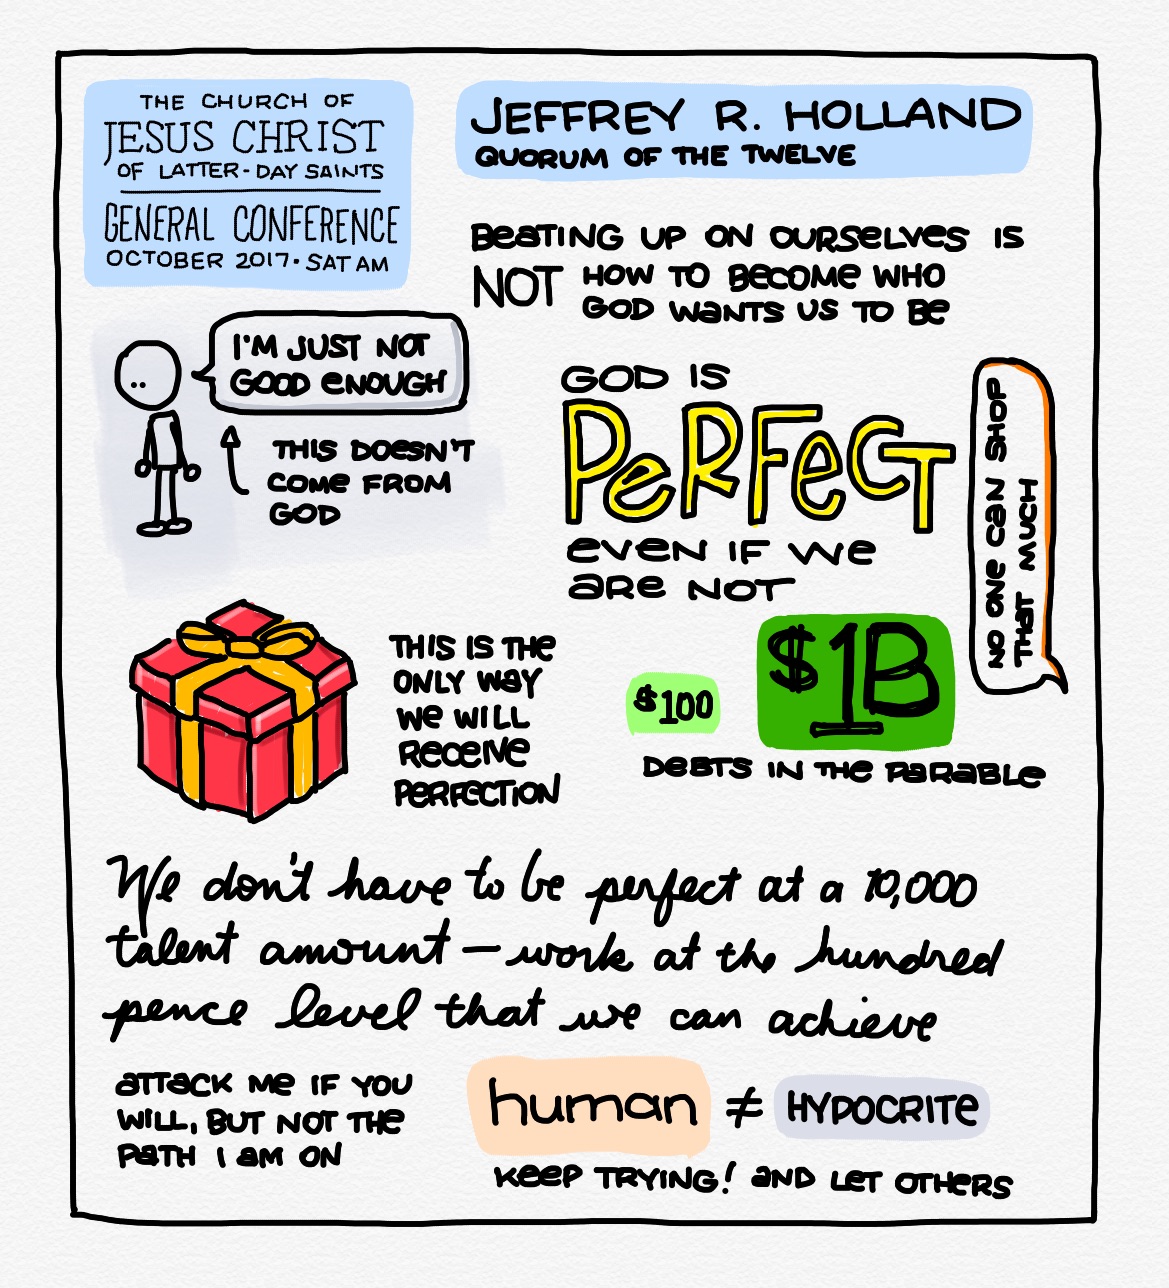 THE CHURCH OF
JESUS CHRIST
OF LATTER-DAY SAINTS
GENERAL CONFERENCE
OCTOBER 2017 • SAT AM
JEFFREY R. HOLLAND
QUORUM OF THE TWELVE
BEATING UP ON OURSELVES IS
NOT HOW TO BECOME WHO
GOD WANTS US TO BE
I'M JUST NOT
GOOD ENOUGH
THIS DOESN'T
COME FROM
GOD
GOD IS
PERFECT
EVEN IF WE
ARE NOT
NO ONE CAN SHOP
THAT MUCH
THIS IS THE
ONLY WAY
WE WILL
RECEIVE
PERFECTION
$100
$1B
DEBTS IN THE PARABLE
We don't have to be perfect at a 10,000
talent amount — work at the hundred
pence level that we can achieve
ATTACK ME IF YOU
WILL, BUT NOT THE
PATH I AM ON
human ≠ HYPOCRITE
KEEP TRYING! AND LET OTHERS